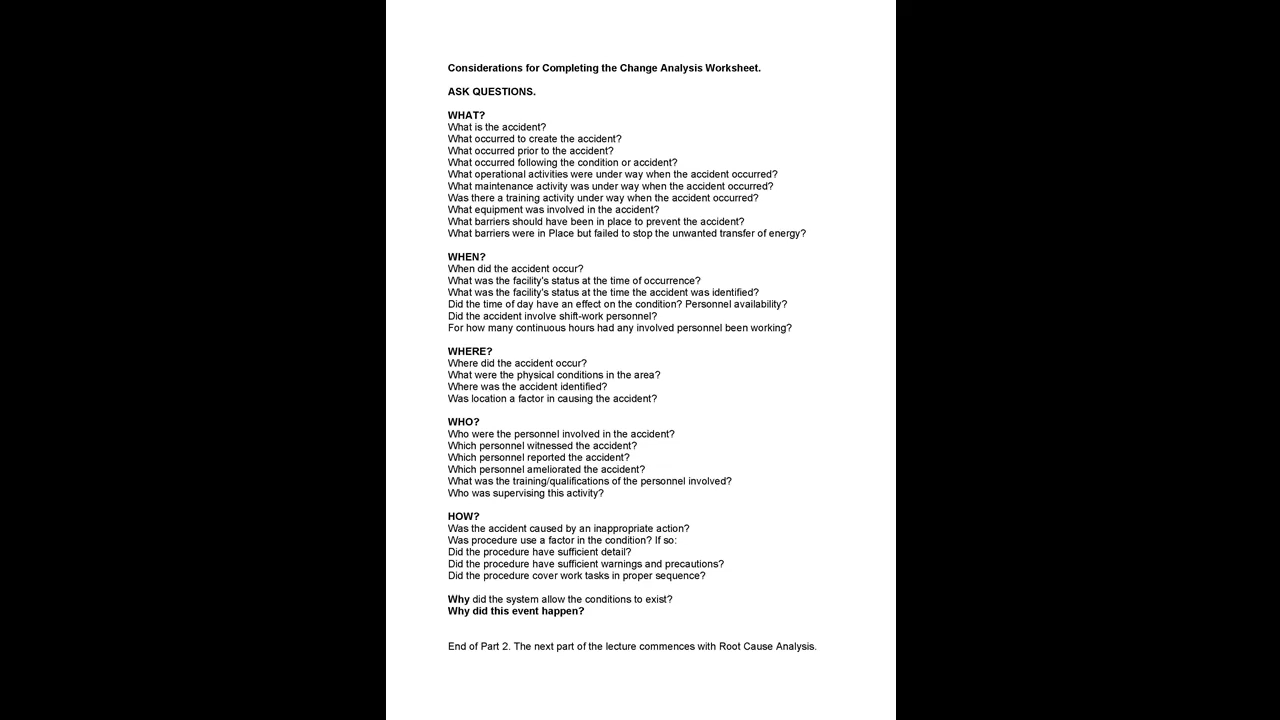 Considerations for Completing the Change Analysis Worksheet.
ASK QUESTIONS.
WHAT?
What is the accident?
What occurred to create the accident?
What occurred prior to the accident?
What occurred following the condition or accident?
What operational activities were under way when the accident occurred?
What maintenance activity was under way when the accident occurred?
Was there a training activity under way when the accident occurred?
What equipment was involved in the accident?
What barriers should have been in place to prevent the accident?
What barriers were in Place but failed to stop the unwanted transfer of energy?
WHEN?
When did the accident occur?
What was the facility's status at the time of occurrence?
What was the facility's status at the time the accident was identified?
Did the time of day have an effect on the condition? Personnel availability?
Did the accident involve shift-work personnel?
For how many continuous hours had any involved personnel been working?
WHERE?
Where did the accident occur?
What were the physical conditions in the area?
Where was the accident identified?
Was location a factor in causing the accident?
WHO?
Who were the personnel involved in the accident?
Which personnel witnessed the accident?
Which personnel reported the accident?
Which personnel ameliorated the accident?
What was the training/qualifications of the personnel involved?
Who was supervising this activity?
HOW?
Was the accident caused by an inappropriate action?
Was procedure use a factor in the condition? If so:
Did the procedure have sufficient detail?
Did the procedure have sufficient warnings and precautions?
Did the procedure cover work tasks in proper sequence?
Why did the system allow the conditions to exist?
Why did this event happen?
End of Part 2. The next part of the lecture commences with Root Cause Analysis.